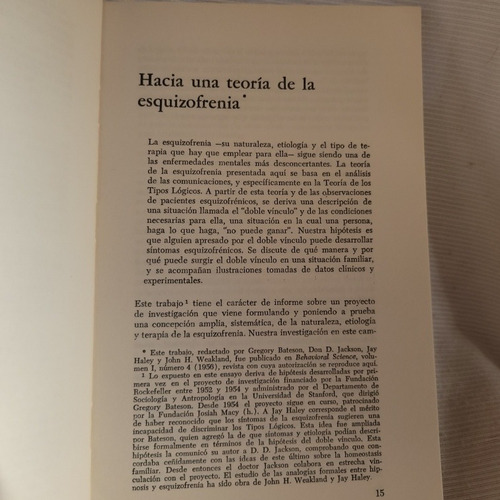 Hacia una teoría de la
esquizofrenia *
La esquizofrenia —su naturaleza, etiología y el tipo de te-
rapia que hay que emplear para ella— sigue siendo una de
las enfermedades mentales más desconcertantes. La teoría
de la esquizofrenia presentada aquí se basa en el análisis
de las comunicaciones, y específicamente en la Teoría de los
Tipos Lógicos. A partir de esta teoría y de las observaciones
de pacientes esquizofrénicos, se deriva una descripción de
una situación llamada el "doble vínculo" y de las condiciones
necesarias para ella, una situación en la cual una persona,
haga lo que haga, "no puede ganar". Nuestra hipótesis es
que alguien apresado por el doble vínculo puede desarrollar
síntomas esquizofrénicos. Se discute de qué manera y por
qué puede surgir el doble vínculo en una situación familiar,
y se acompañan ilustraciones tomadas de datos clínicos y
experimentales.
Este trabajo ¹ tiene el carácter de informe sobre un proyecto
de investigación que viene formulando y poniendo a prueba
una concepción amplia, sistemática, de la naturaleza, etiología y
terapia de la esquizofrenia. Nuestra investigación en este cam-
* Este trabajo, redactado por Gregory Bateson, Don D. Jackson, Jay
Haley y John H. Weakland, fue publicado en Behavioral Science, volu-
men I, número 4 (1956), revista con cuya autorización se reproduce aquí.
¹ Lo expuesto en este ensayo deriva de hipótesis desarrolladas por pri-
mera vez en el proyecto de investigación financiado por la Fundación
Rockefeller entre 1952 y 1954 y administrado por el Departamento de
Sociología y Antropología en la Universidad de Stanford, que dirigió
Gregory Bateson. Desde 1954 el proyecto sigue en curso, patrocinado
por la Fundación Josiah Macy (h.). A Jay Haley corresponde el mérito
de haber reconocido que los síntomas de la esquizofrenia sugieren una
incapacidad de discriminar los Tipos Lógicos. Esta idea fue ampliada
por Bateson, quien agregó la de que síntomas y etiología podían descri-
birse formalmente en términos de la hipótesis del doble vínculo. Esta
hipótesis la comunicó su autor a D. D. Jackson, comprobando que con-
cordaba ceñidamente con las ideas de este último sobre la homeostasis
familiar. Desde entonces el doctor Jackson colabora en estrecha vin-
culación con el proyecto. El estudio de las analogías formales entre hip-
nosis y esquizofrenia ha sido obra de John H. Weakland y Jay Haley.
15